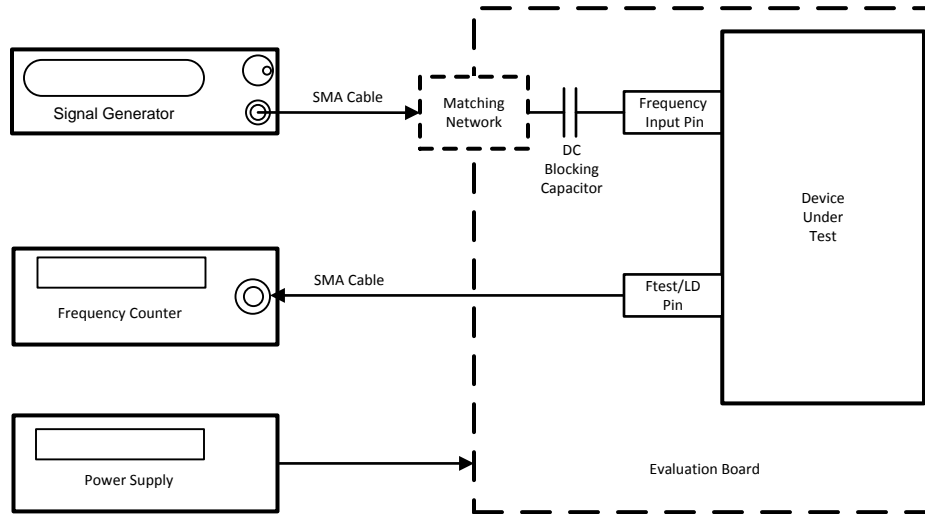 Signal Generator
SMA Cable
Matching
Network
DC
Blocking
Capacitor
Frequency
Input Pin
Device
Under
Test
Frequency Counter
SMA Cable
Ftest/LD
Pin
Power Supply
Evaluation Board